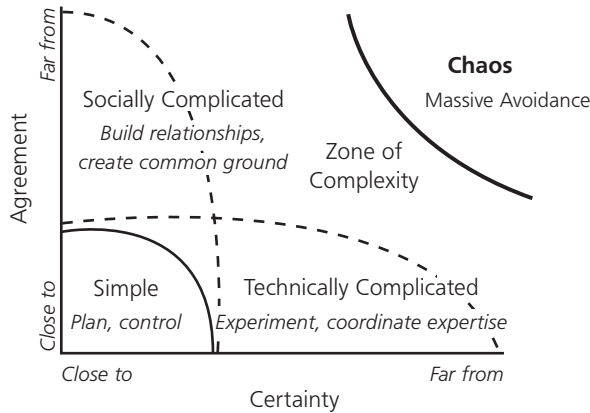 Far from
Agreement
Close to
Chaos
Massive Avoidance
Socially Complicated
Build relationships,
create common ground
Zone of
Complexity
Simple
Plan, control
Technically Complicated
Experiment, coordinate expertise
Close to
Far from
Certainty